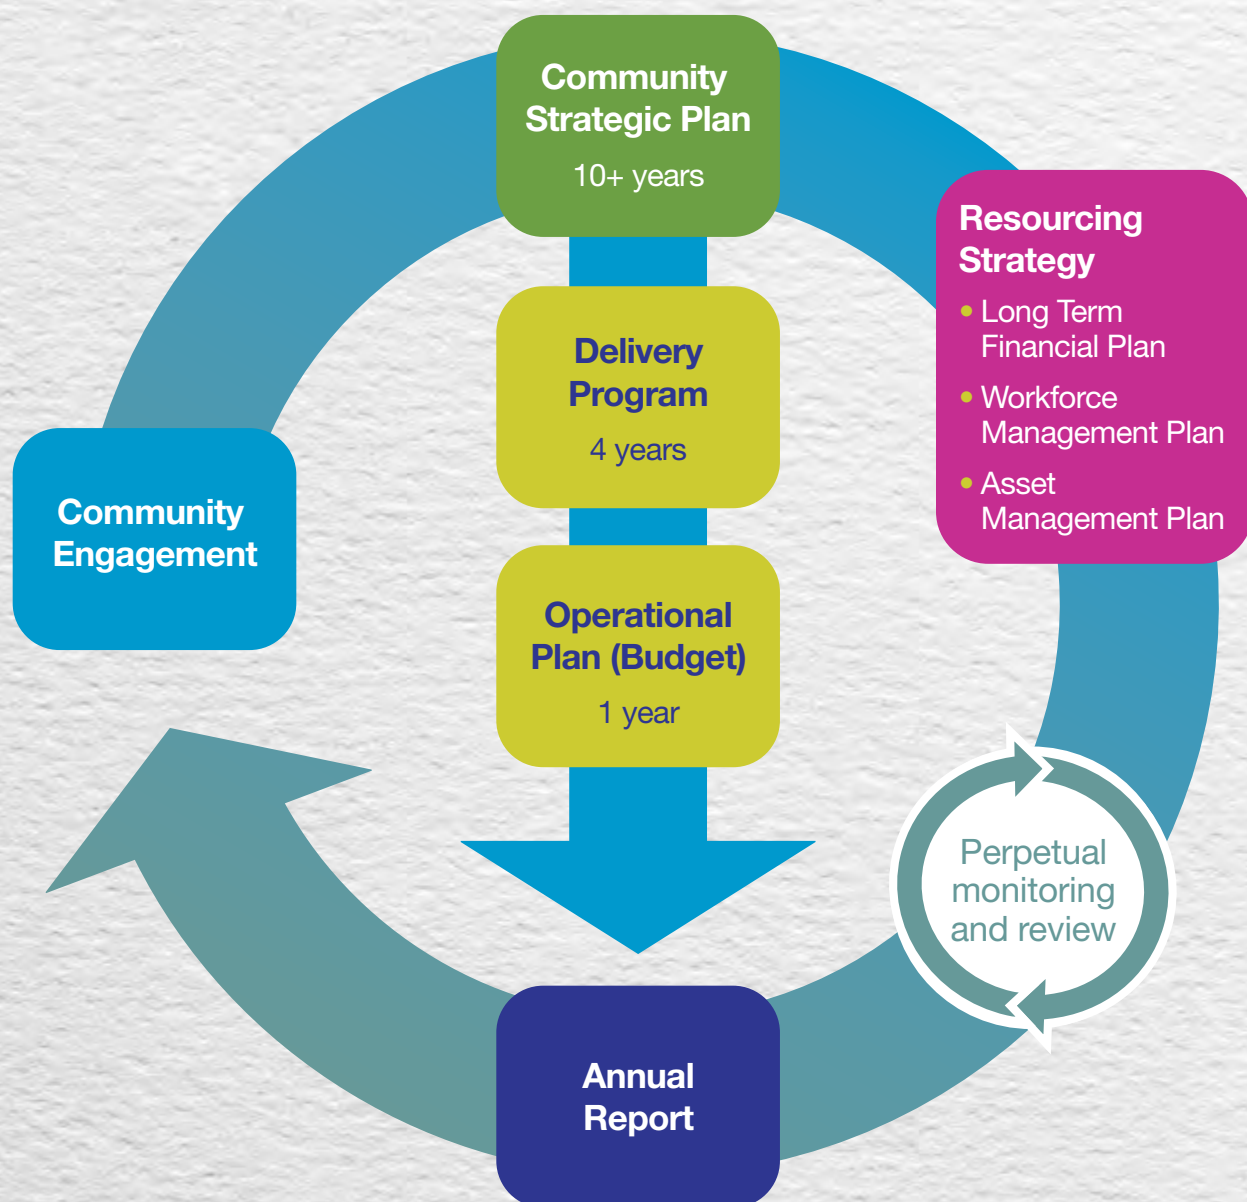 Community
Strategic Plan
10+ years
Resourcing
Strategy
• Long Term
Financial Plan
• Workforce
Management Plan
• Asset
Management Plan
Delivery
Program
4 years
Community
Engagement
Operational
Plan (Budget)
1 year
Perpetual
monitoring
and review
Annual
Report